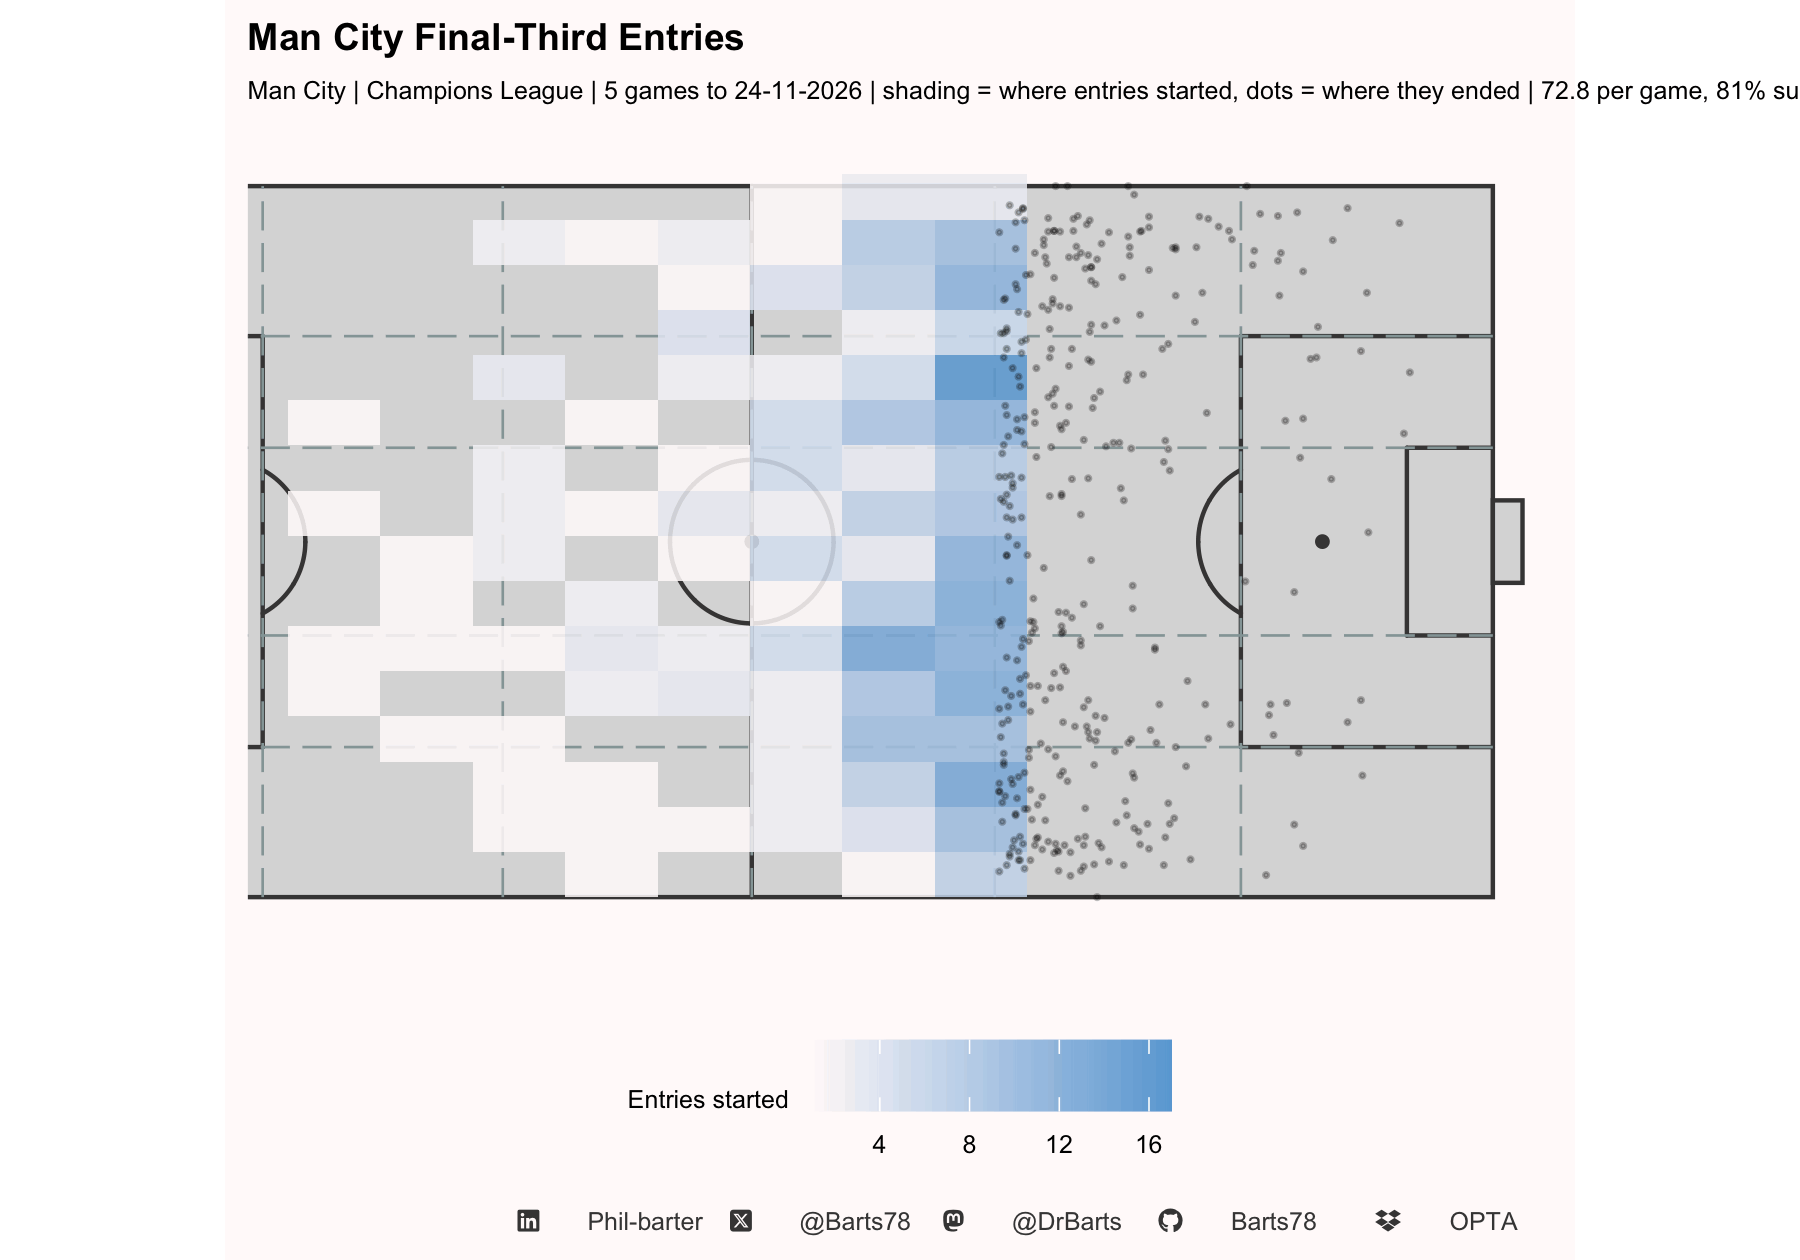 Man City Final-Third Entries
Man City | Champions League | 5 games to 24-11-2026 | shading = where entries started, dots = where they ended | 72.8 per game, 81% su
Entries started
4 8 12 16
Phil-barter @Barts78 @DrBarts Barts78 OPTA